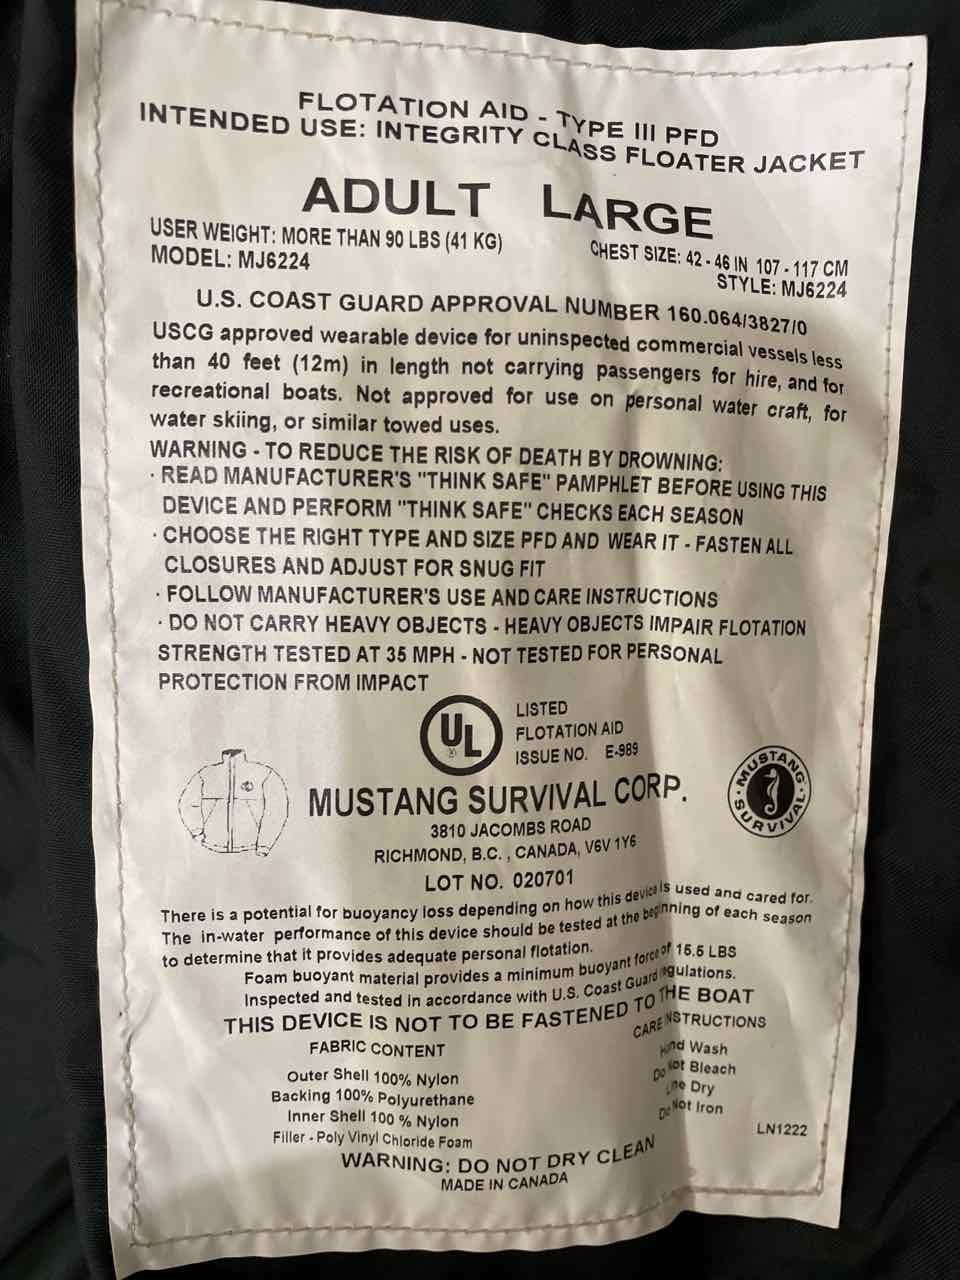 FLOTATION AID - TYPE III PFD
INTENDED USE: INTEGRITY CLASS FLOATER JACKET
ADULT LARGE
USER WEIGHT: MORE THAN 90 LBS (41 KG)
CHEST SIZE: 42 - 46 IN 107 - 117 CM
MODEL: MJ6224
STYLE: MJ6224
U.S. COAST GUARD APPROVAL NUMBER 160.064/3827/0
USCG approved wearable device for uninspected commercial vessels less
than 40 feet (12m) in length not carrying passengers for hire, and for
recreational boats. Not approved for use on personal water craft, for
water skiing, or similar towed uses.
WARNING - TO REDUCE THE RISK OF DEATH BY DROWNING:
· READ MANUFACTURER'S "THINK SAFE" PAMPHLET BEFORE USING THIS
DEVICE AND PERFORM "THINK SAFE" CHECKS EACH SEASON
· CHOOSE THE RIGHT TYPE AND SIZE PFD AND WEAR IT - FASTEN ALL
CLOSURES AND ADJUST FOR SNUG FIT
· FOLLOW MANUFACTURER'S USE AND CARE INSTRUCTIONS
· DO NOT CARRY HEAVY OBJECTS - HEAVY OBJECTS IMPAIR FLOTATION
STRENGTH TESTED AT 35 MPH - NOT TESTED FOR PERSONAL
PROTECTION FROM IMPACT
UL ®
LISTED
FLOTATION AID
ISSUE NO. E-989
MUSTANG SURVIVAL CORP.
3810 JACOMBS ROAD
RICHMOND, B.C. , CANADA, V6V 1Y6
· MUSTANG · SURVIVAL
LOT NO. 020701
There is a potential for buoyancy loss depending on how this device is used and cared for.
The in-water performance of this device should be tested at the beginning of each season
to determine that it provides adequate personal flotation.
Foam buoyant material provides a minimum buoyant force of 15.5 LBS
Inspected and tested in accordance with U.S. Coast Guard regulations.
THIS DEVICE IS NOT TO BE FASTENED TO THE BOAT
FABRIC CONTENT
Outer Shell 100% Nylon
Backing 100% Polyurethane
Inner Shell 100 % Nylon
Filler - Poly Vinyl Chloride Foam
CARE INSTRUCTIONS
Hand Wash
Do Not Bleach
Line Dry
Do Not Iron
LN1222
WARNING: DO NOT DRY CLEAN
MADE IN CANADA